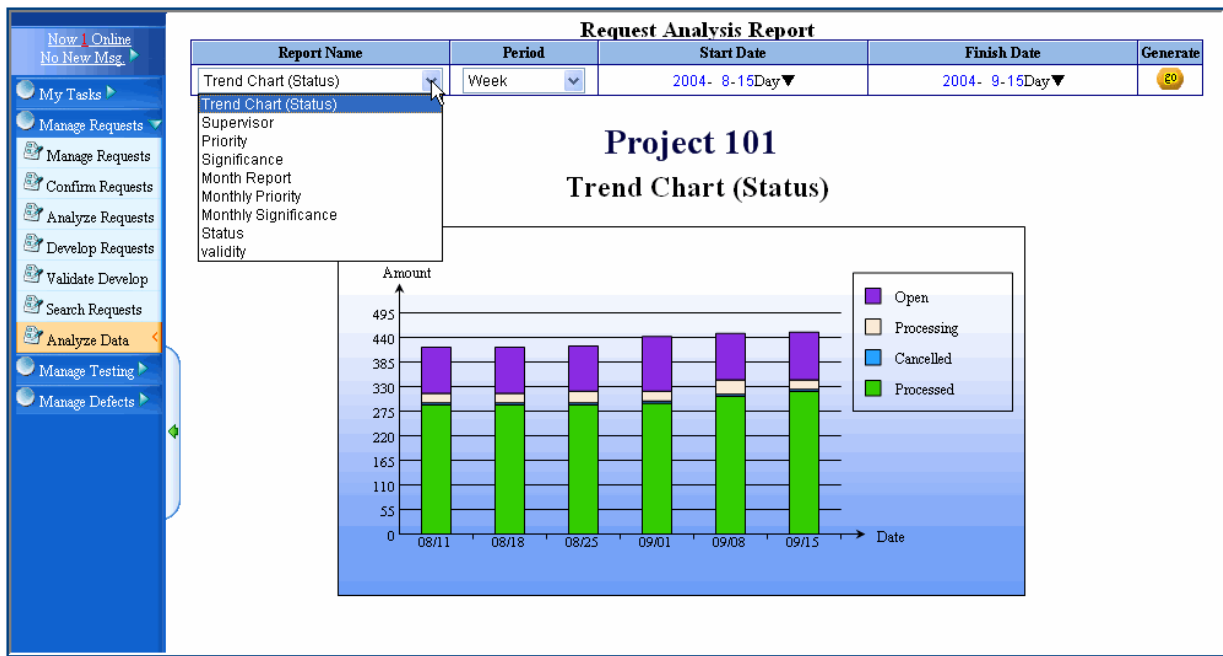 Now 1 Online
No New Msg.
My Tasks
Manage Requests
Manage Requests
Confirm Requests
Analyze Requests
Develop Requests
Validate Develop
Search Requests
Analyze Data
Manage Testing
Manage Defects
Request Analysis Report
Report Name Period Start Date Finish Date Generate
Trend Chart (Status) Week 2004- 8-15Day▼ 2004- 9-15Day▼ go
Trend Chart (Status)
Supervisor
Priority
Significance
Month Report
Monthly Priority
Monthly Significance
Status
validity
Project 101
Trend Chart (Status)
Amount
495
440
385
330
275
220
165
110
55
0
08/11 08/18 08/25 09/01 09/08 09/15 Date
Open
Processing
Cancelled
Processed